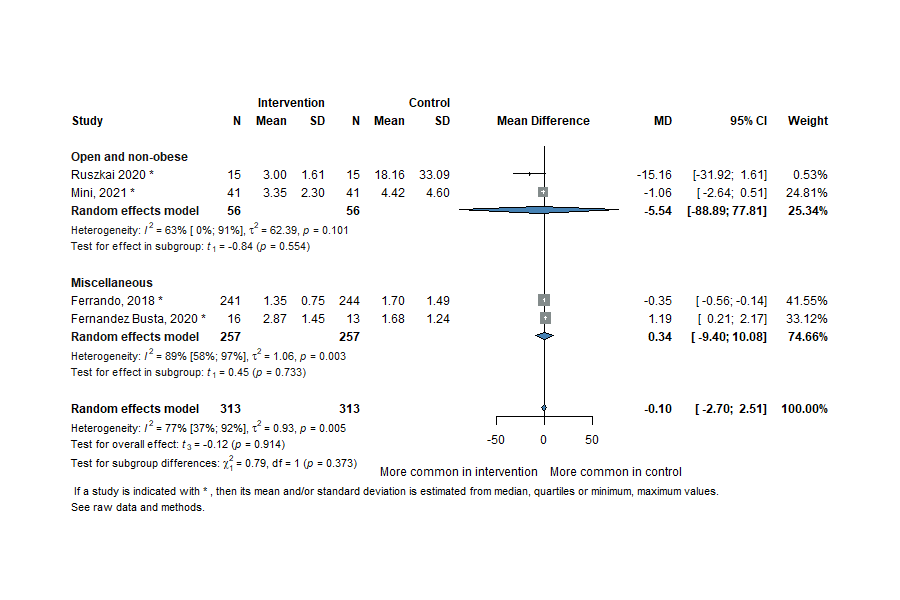 Intervention Control
Study N Mean SD N Mean SD Mean Difference MD 95% CI Weight
Open and non-obese
Ruszkai 2020 * 15 3.00 1.61 15 18.16 33.09 -15.16 [-31.92; 1.61] 0.53%
Mini, 2021 * 41 3.35 2.30 41 4.42 4.60 -1.06 [ -2.64; 0.51] 24.81%
Random effects model 56 56 -5.54 [-88.89; 77.81] 25.34%
Heterogeneity: I² = 63% [ 0%; 91%], τ² = 62.39, p = 0.101
Test for effect in subgroup: t₁ = -0.84 (p = 0.554)
Miscellaneous
Ferrando, 2018 * 241 1.35 0.75 244 1.70 1.49 -0.35 [ -0.56; -0.14] 41.55%
Fernandez Busta, 2020 * 16 2.87 1.45 13 1.68 1.24 1.19 [ 0.21; 2.17] 33.12%
Random effects model 257 257 0.34 [ -9.40; 10.08] 74.66%
Heterogeneity: I² = 89% [58%; 97%], τ² = 1.06, p = 0.003
Test for effect in subgroup: t₁ = 0.45 (p = 0.733)
Random effects model 313 313 -0.10 [ -2.70; 2.51] 100.00%
Heterogeneity: I² = 77% [37%; 92%], τ² = 0.93, p = 0.005
Test for overall effect: t₃ = -0.12 (p = 0.914)
-50 0 50
Test for subgroup differences: χ²₁ = 0.79, df = 1 (p = 0.373)
More common in intervention More common in control
If a study is indicated with * , then its mean and/or standard deviation is estimated from median, quartiles or minimum, maximum values.
See raw data and methods.